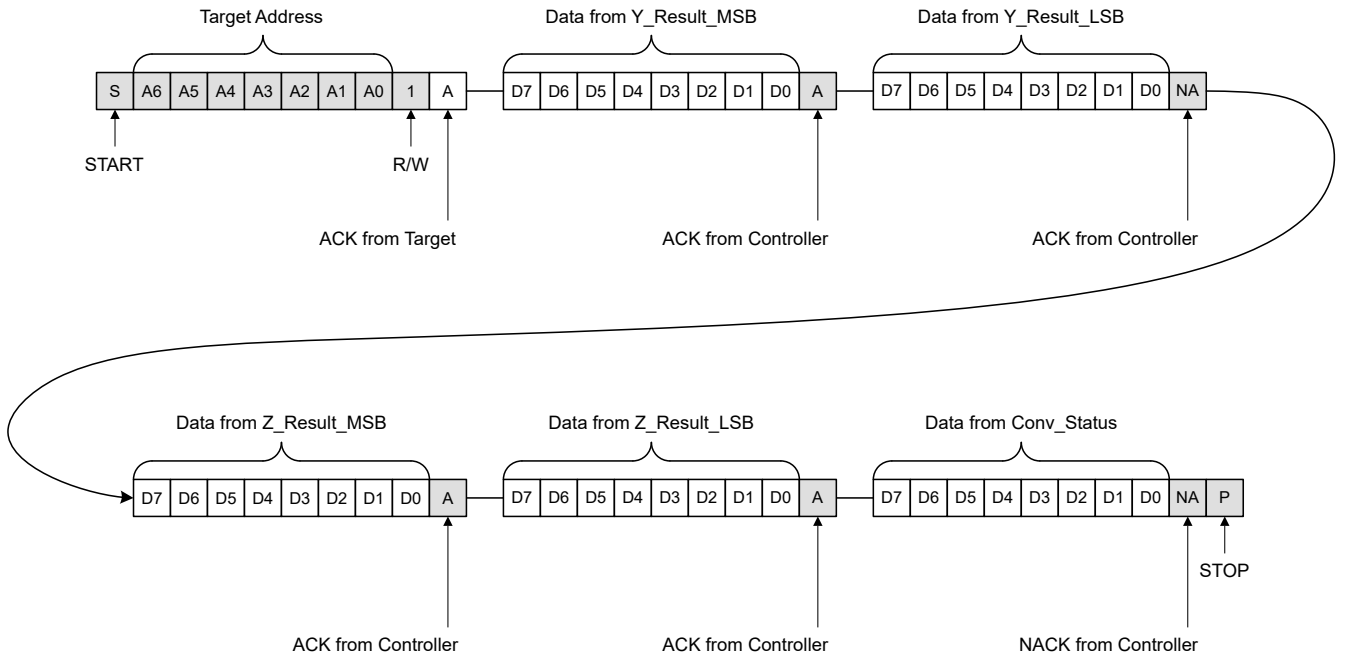 Target Address
Data from Y_Result_MSB
Data from Y_Result_LSB
S A6 A5 A4 A3 A2 A1 A0 1 A
D7 D6 D5 D4 D3 D2 D1 D0 A
D7 D6 D5 D4 D3 D2 D1 D0 NA
START
R/W
ACK from Target
ACK from Controller
ACK from Controller
Data from Z_Result_MSB
Data from Z_Result_LSB
Data from Conv_Status
D7 D6 D5 D4 D3 D2 D1 D0 A
D7 D6 D5 D4 D3 D2 D1 D0 A
D7 D6 D5 D4 D3 D2 D1 D0 NA P
STOP
ACK from Controller
ACK from Controller
NACK from Controller